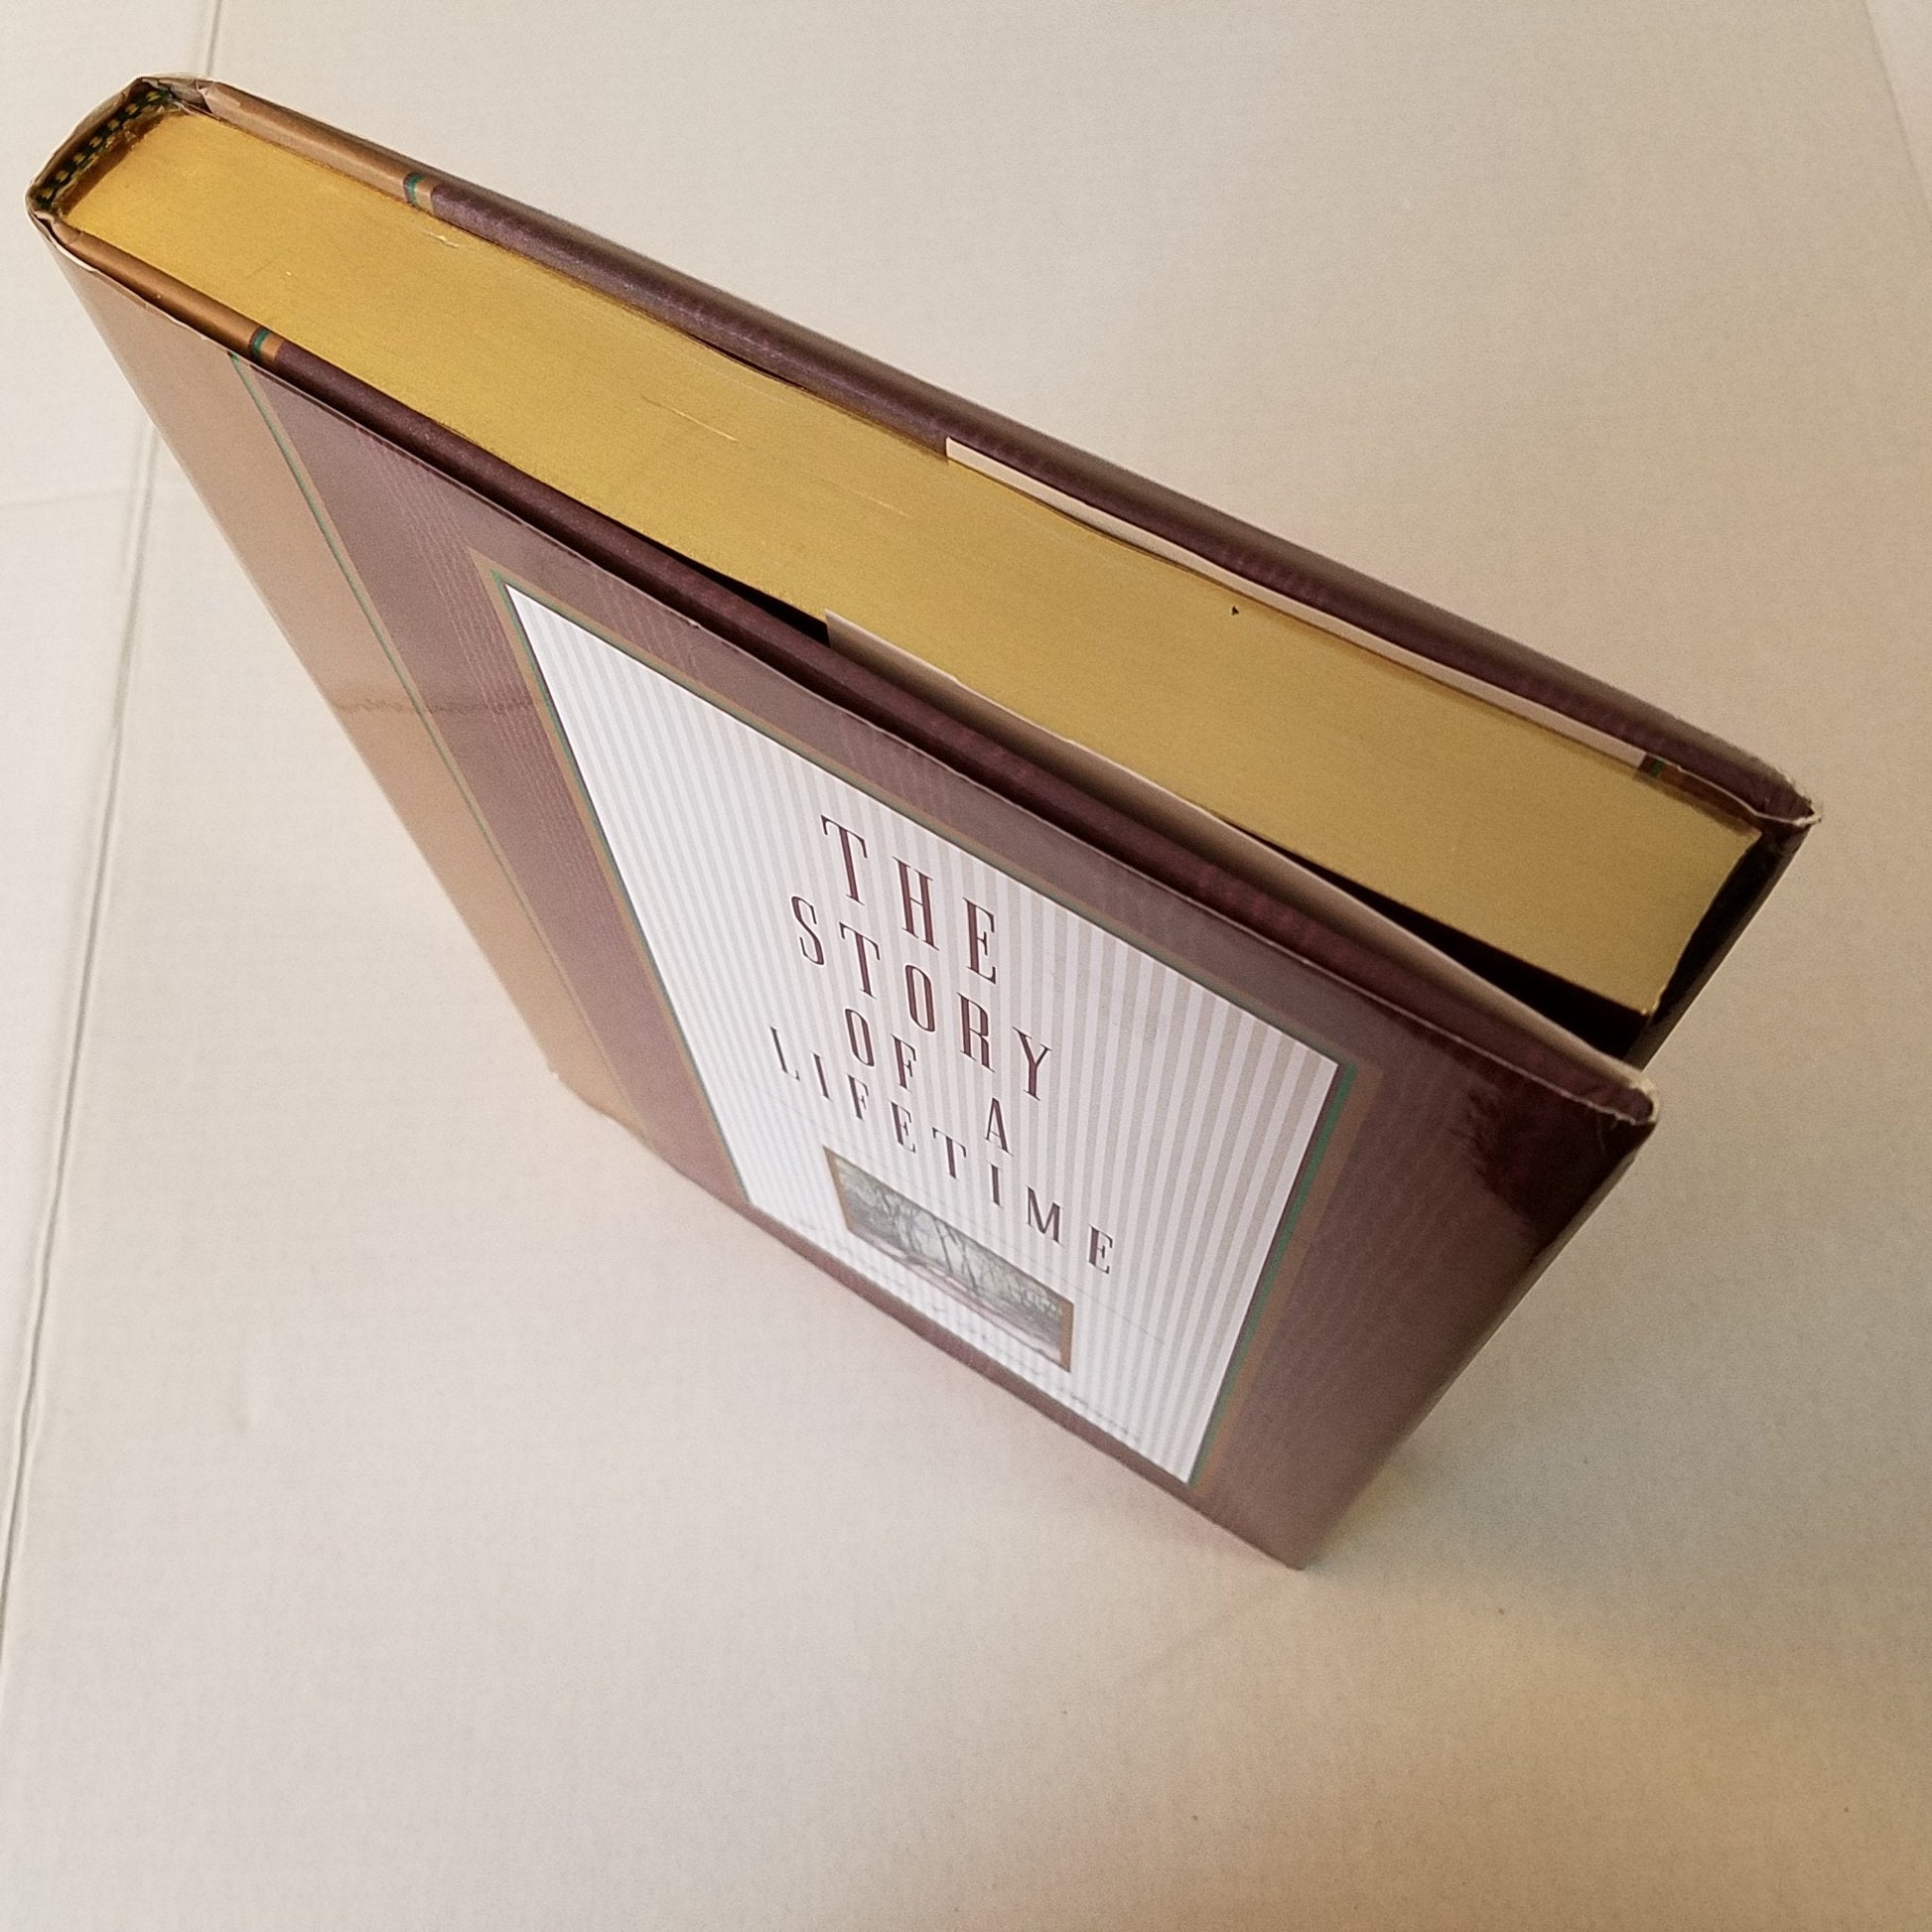 THE
STORY
OF A
LIFETIME